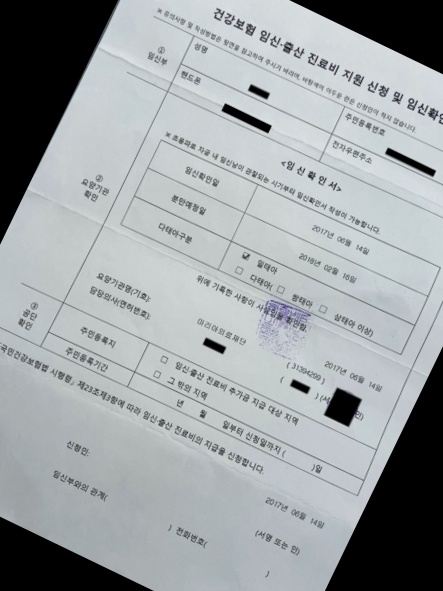 건강보험 임신·출산 진료비 지원 신청 및 임신확인
※ 유의사항 및 작성방법은 뒷면을 참고하여 주시기 바라며, 바탕색이 어두운 란은 신청인이 적지 않습니다.
① 임신부
성명
주민등록번호
핸드폰
전자우편주소
② 요양기관 확인
<임신확인서>
※ 초음파로 자궁 내 임신낭이 관찰되는 시기부터 임신확인서 작성이 가능합니다.
임신확인일
2017년 06월 14일
분만예정일
2018년 02월 16일
다태아구분
☑ 일태아
☐ 다태아( ☐ 쌍태아 ☐ 삼태아 이상)
위에 기록한 사항이 사실임을 확인함.
2017년 06월 14일
요양기관명(기호):
마리아의료재단
( 31394299 )
담당의사(면허번호):
③ 공단 확인
주민등록지
☐ 임신·출산 진료비 추가금 지급 대상 지역
☐ 그 밖의 지역
주민등록기간
년 월 일부터 신청일까지 ( )일
국민건강보험법 시행령」 제23조제3항에 따라 임신·출산 진료비의 지급을 신청합니다.
2017년 06월 14일
신청인:
(서명 또는 인)
임신부와의 관계(
) 전화번호(
)